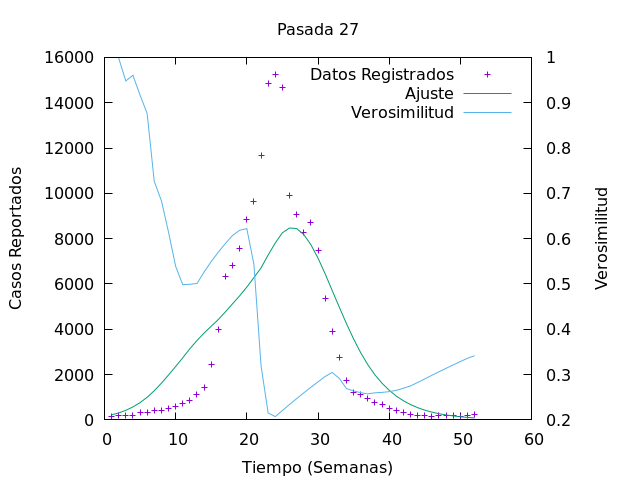 Pasada 27
16000
14000
12000
10000
8000
6000
4000
2000
0
1
0.9
0.8
0.7
0.6
0.5
0.4
0.3
0.2
Casos Reportados
Verosimilitud
Datos Registrados
Ajuste
Verosimilitud
0 10 20 30 40 50 60
Tiempo (Semanas)